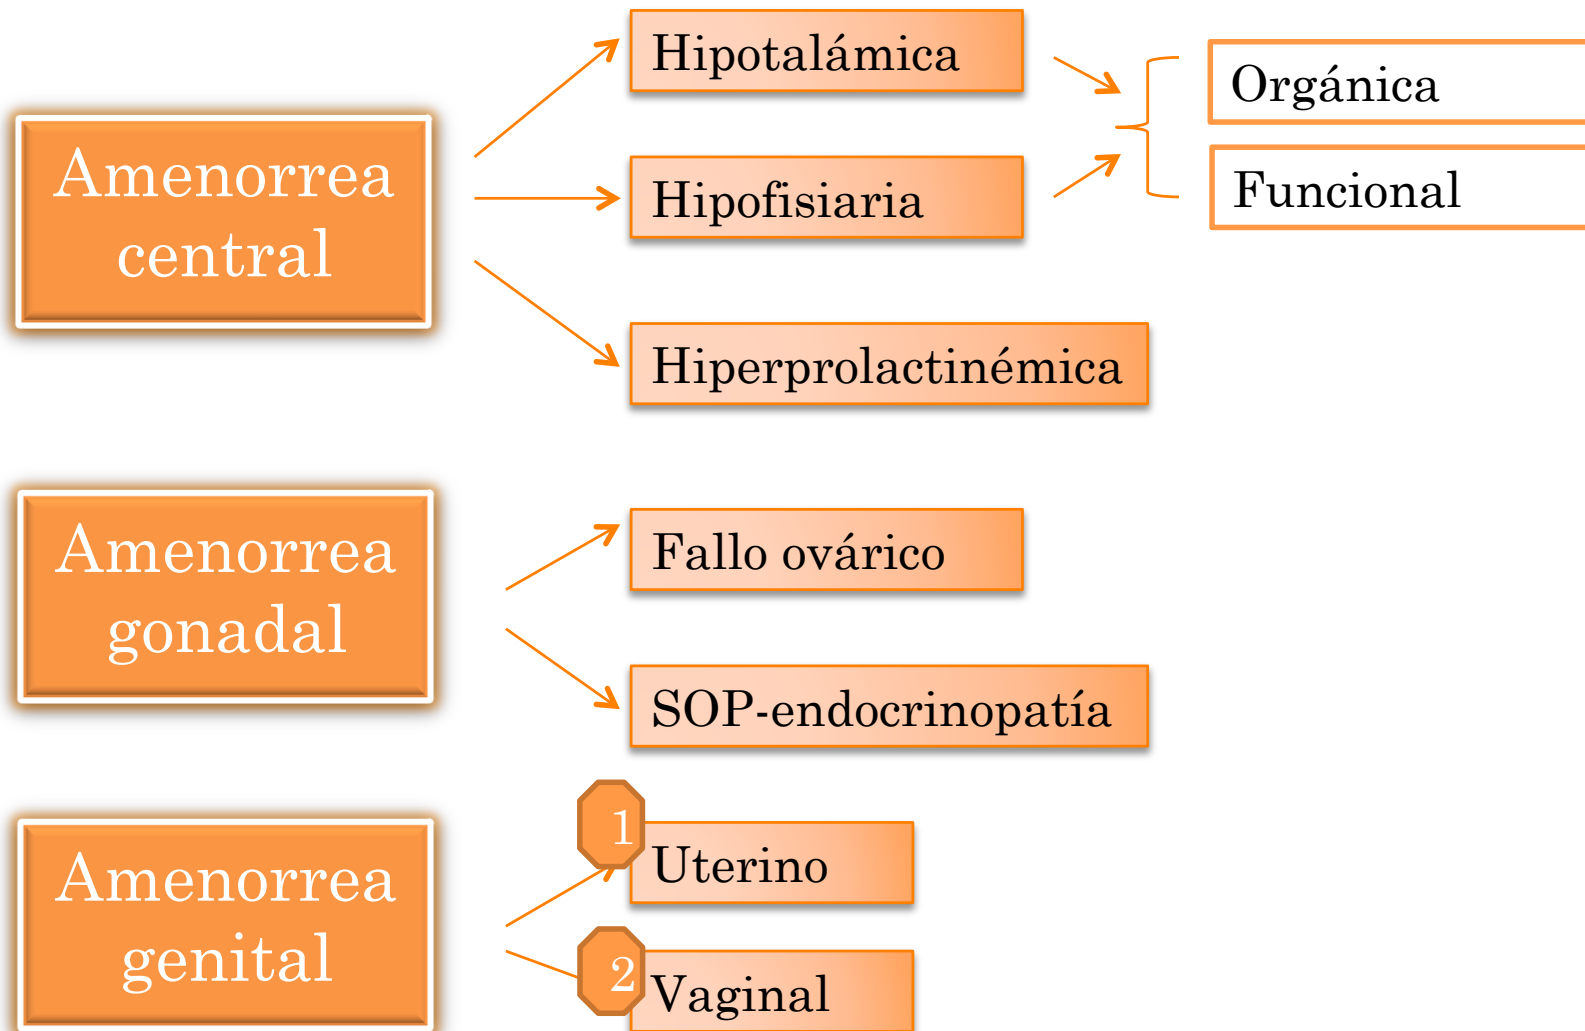 Amenorrea
central
Hipotalámica
Hipofisiaria
Hiperprolactinémica
Orgánica
Funcional
Amenorrea
gonadal
Fallo ovárico
SOP-endocrinopatía
Amenorrea
genital
1
Uterino
2
Vaginal